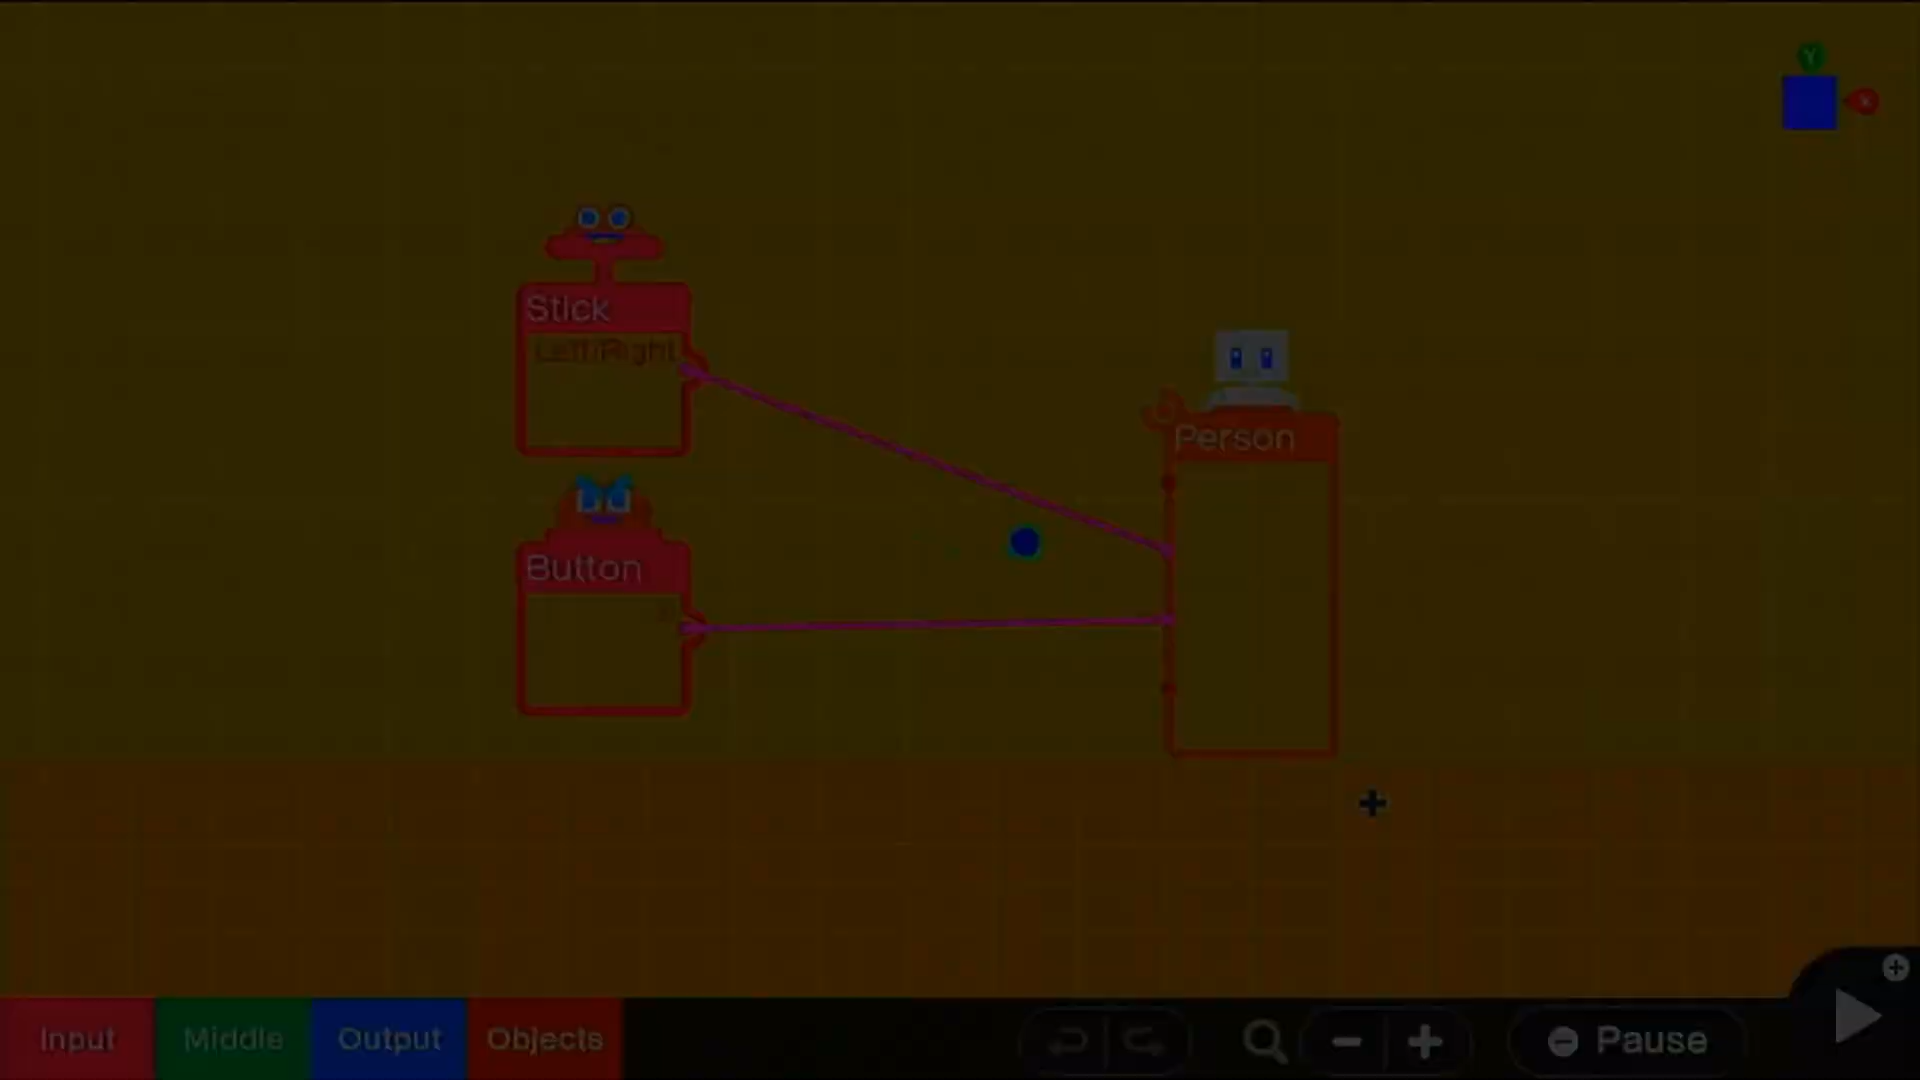 Y
X
Stick
Left/Right
Person
Button
Input
Middle
Output
Objects
Pause